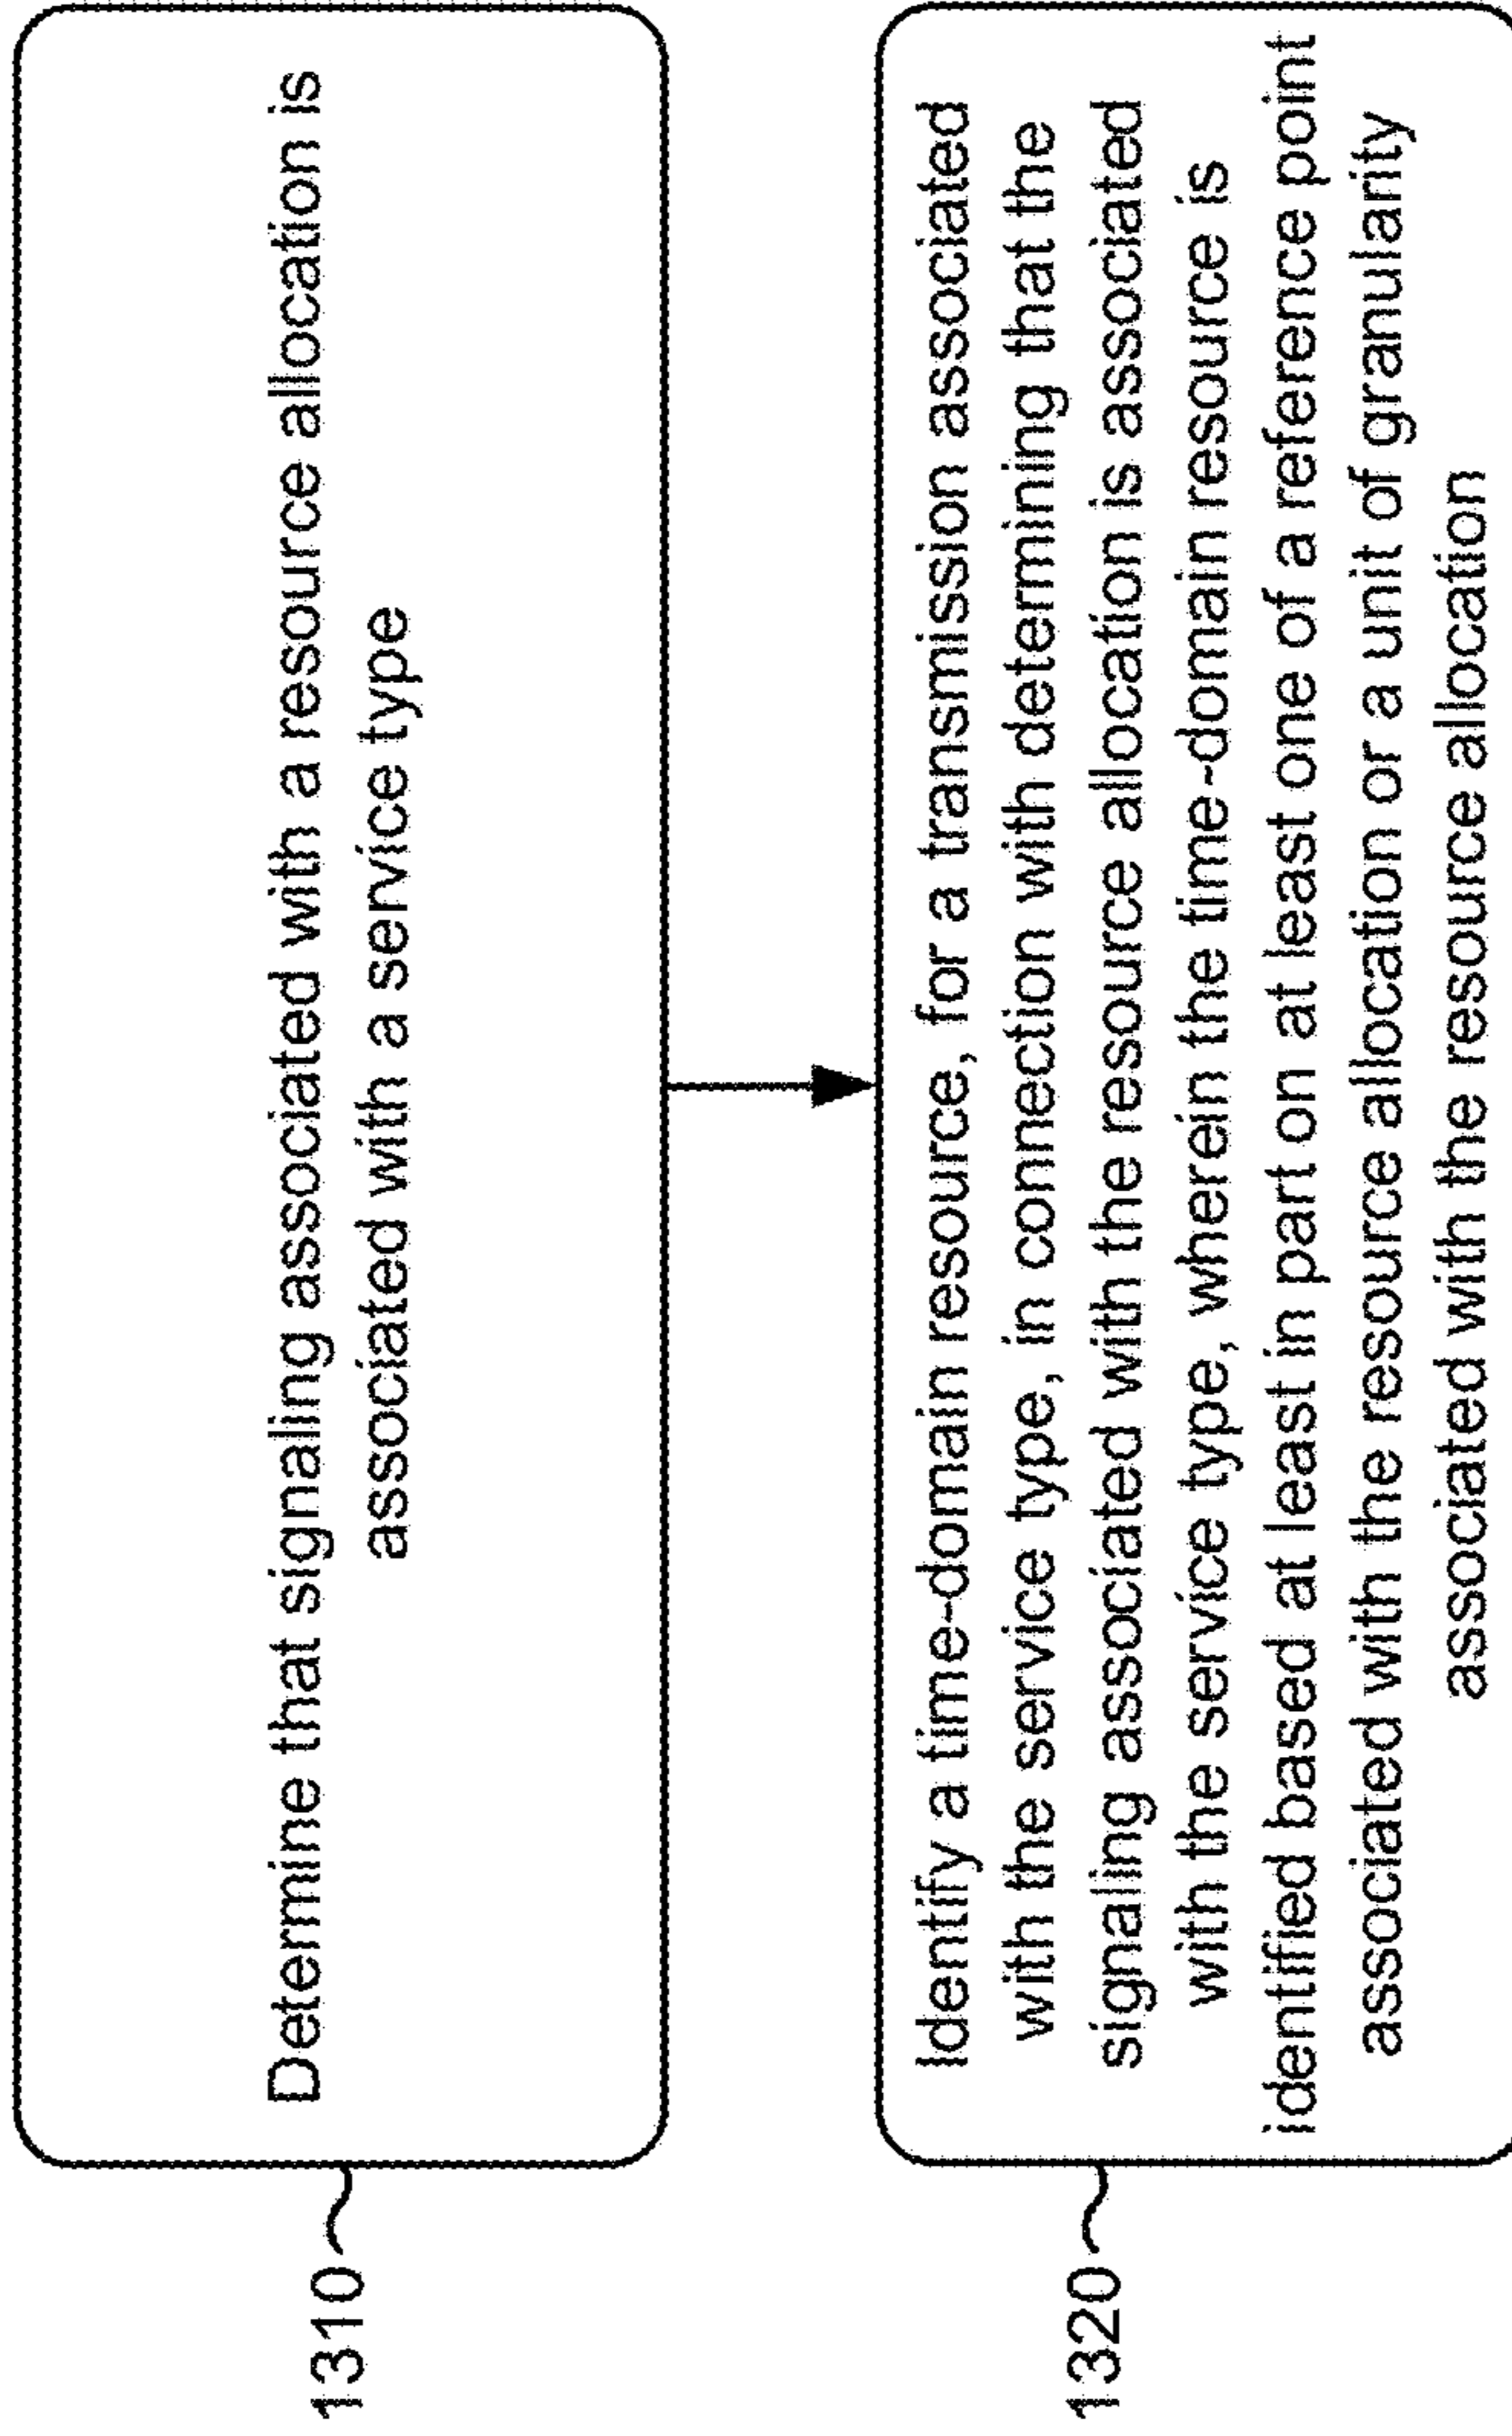 1310
Determine that signaling associated with a resource allocation is
associated with a service type
1320
Identify a time-domain resource, for a transmission associated
with the service type, in connection with determining that the
signaling associated with the resource allocation is associated
with the service type, wherein the time-domain resource is
identified based at least in part on at least one of a reference point
associated with the resource allocation or a unit of granularity
associated with the resource allocation